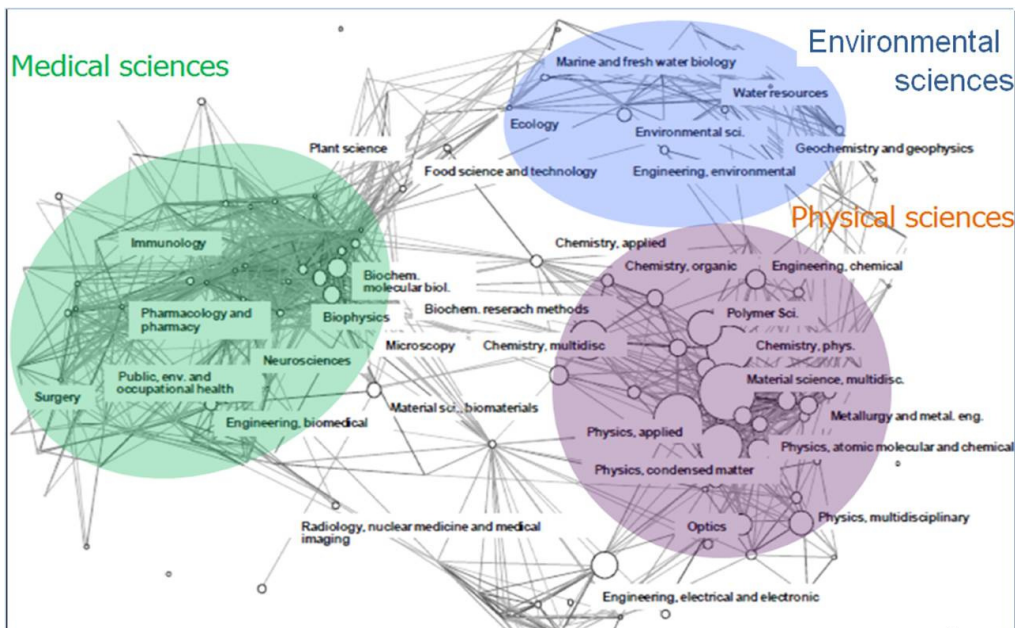 Medical sciences
Environmental
sciences
Marine and fresh water biology
Water resources
Ecology
Environmental sci.
Plant science
Geochemistry and geophysics
Food science and technology
Engineering, environmental
Physical sciences
Immunology
Chemistry, applied
Biochem.
molecular biol.
Chemistry, organic
Engineering, chemical
Pharmacology and
pharmacy
Biophysics
Biochem. reserach methods
Polymer Sci.
Neurosciences
Microscopy
Chemistry, multidisc
Chemistry, phys.
Public, env. and
occupational health
Material science, multidisc.
Surgery
Engineering, biomedical
Material sci., biomaterials
Metallurgy and metal. eng.
Physics, applied
Physics, atomic molecular and chemical
Physics, condensed matter
Radiology, nuclear medicine and medical
imaging
Optics
Physics, multidisciplinary
Engineering, electrical and electronic